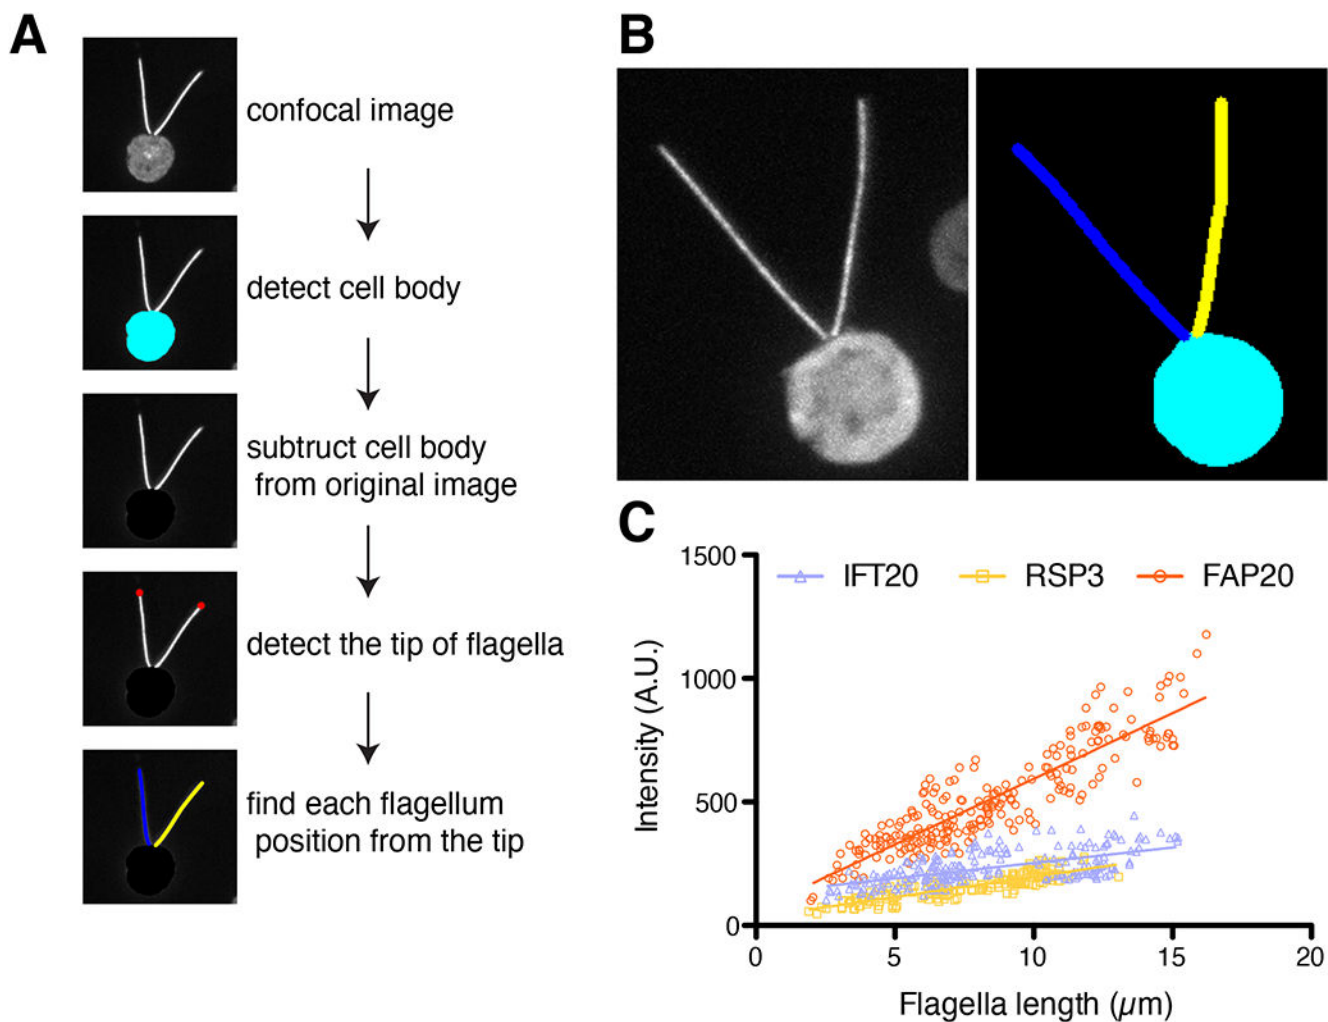 A
confocal image
detect cell body
subtruct cell body
from original image
detect the tip of flagella
find each flagellum
position from the tip
B
C
1500
1000
500
0
Intensity (A.U.)
IFT20 RSP3 FAP20
0 5 10 15 20
Flagella length (µm)